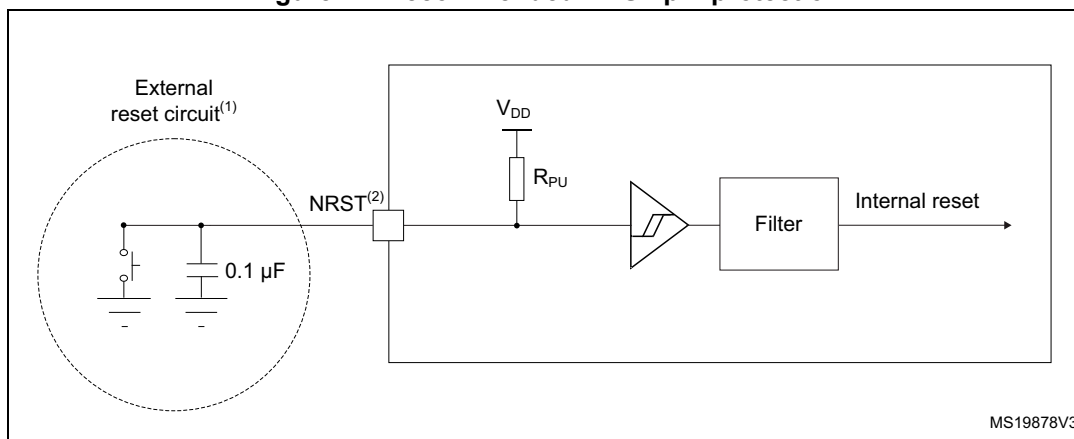 External
reset circuit(1)
VDD
RPU
NRST(2)
0.1 µF
Filter
Internal reset
MS19878V3